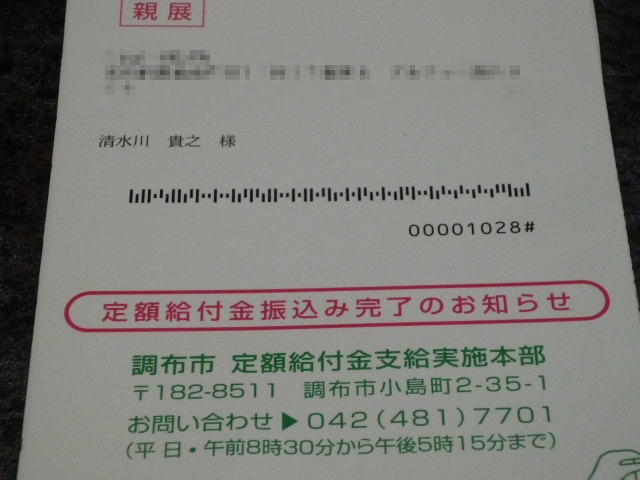 親展
清水川 貴之 様
00001028#
定額給付金振込み完了のお知らせ
調布市 定額給付金支給実施本部
〒182-8511 調布市小島町2-35-1
お問い合わせ▶042(481)7701
(平日・午前8時30分から午後5時15分まで)